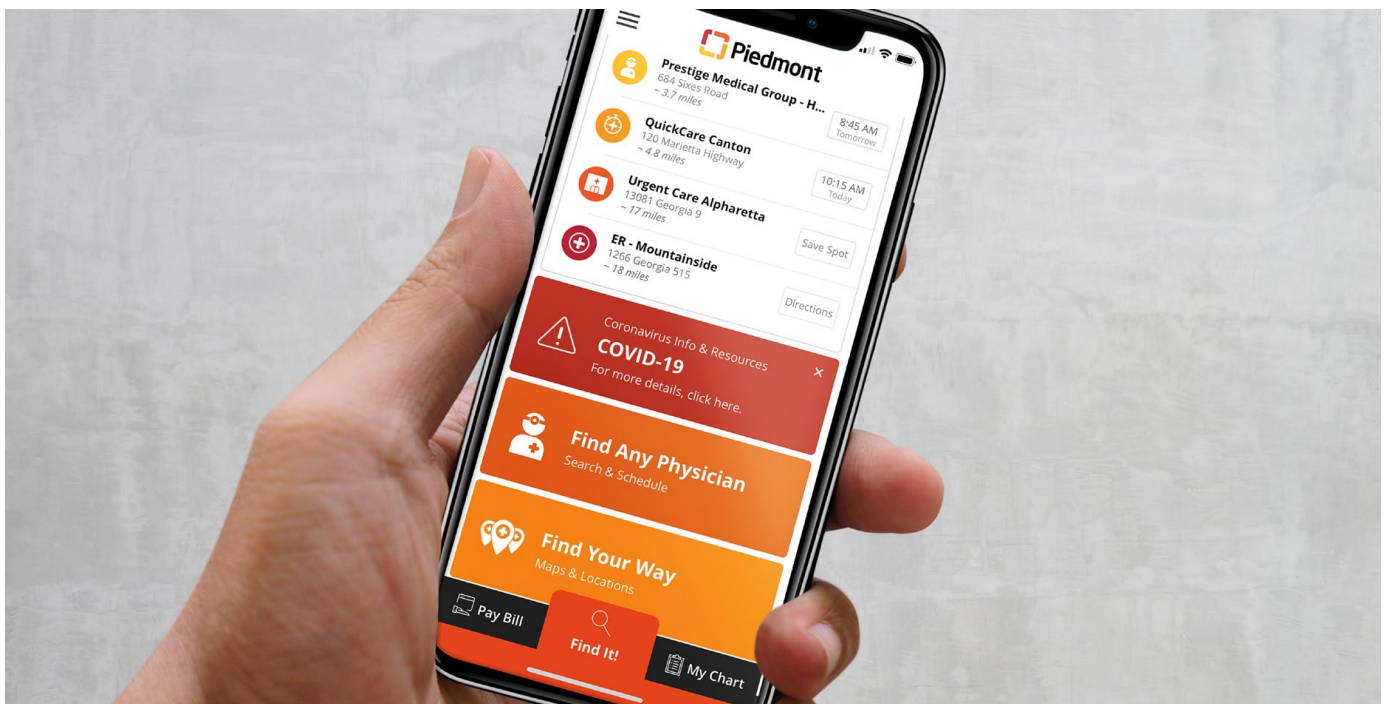 Piedmont
Prestige Medical Group - H...
684 Sixes Road
~ 3.7 miles
8:45 AM
Tomorrow
QuickCare Canton
120 Marietta Highway
~ 4.8 miles
10:15 AM
Today
Urgent Care Alpharetta
13081 Georgia 9
~ 17 miles
Save Spot
ER - Mountainside
1266 Georgia 515
~ 18 miles
Directions
Coronavirus Info & Resources
COVID-19
For more details, click here.
Find Any Physician
Search & Schedule
Find Your Way
Maps & Locations
Pay Bill
Find It!
My Chart